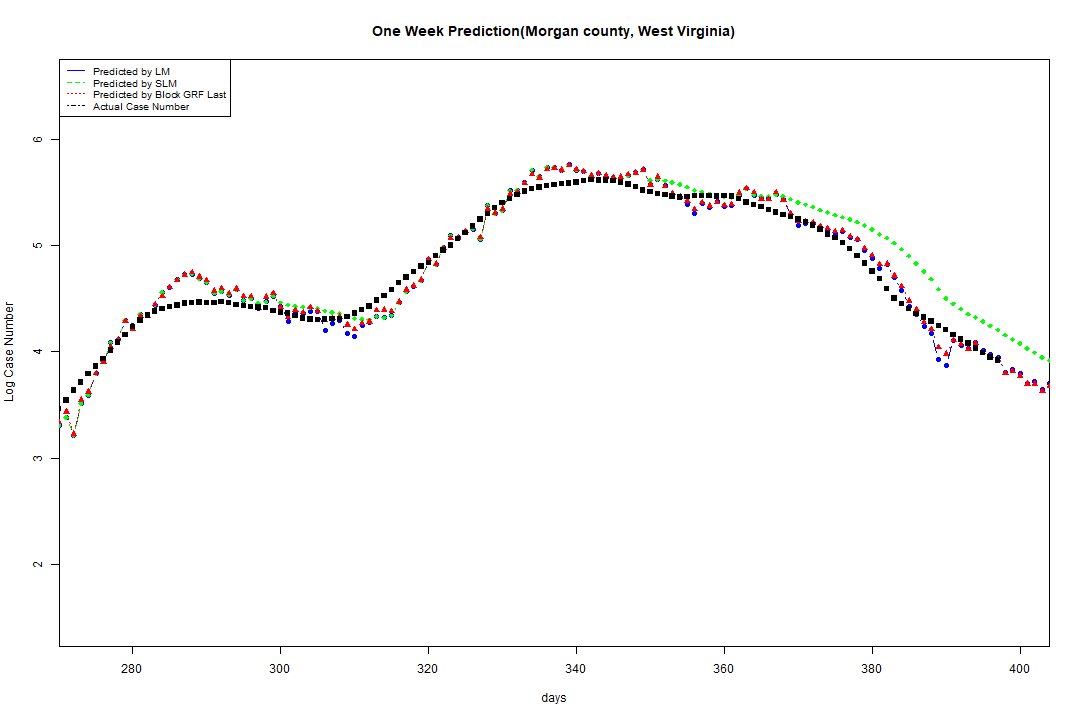 One Week Prediction(Morgan county, West Virginia)
Predicted by LM
Predicted by SLM
Predicted by Block GRF Last
Actual Case Number
6
5
4
3
2
Log Case Number
280 300 320 340 360 380 400
days